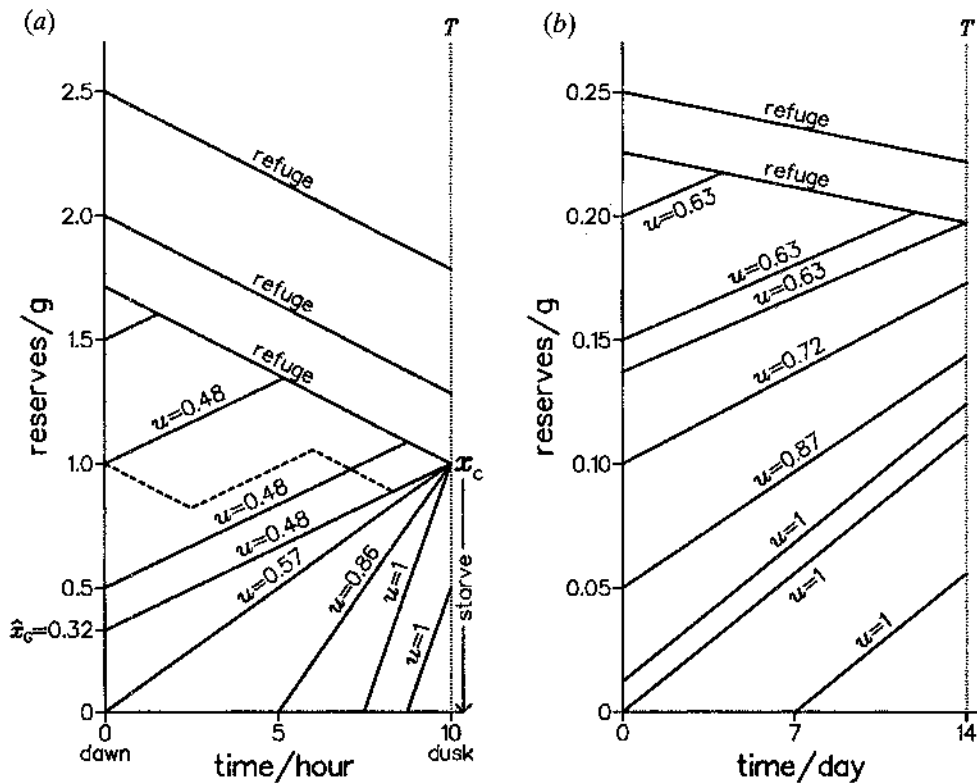 (a)
T
2.5
refuge
2.0
refuge
1.5
refuge
u=0.48
1.0
x_c
u=0.48
u=0.48
0.5
u=0.57
u=0.86
u=1
u=1
starve
x̂_G=0.32
0
0
5
10
dawn
dusk
time/hour
reserves/g
(b)
T
0.25
refuge
refuge
0.20
u=0.63
u=0.63
u=0.63
0.15
u=0.72
0.10
u=0.87
u=1
u=1
0.05
u=1
0
0
7
14
time/day
reserves/g